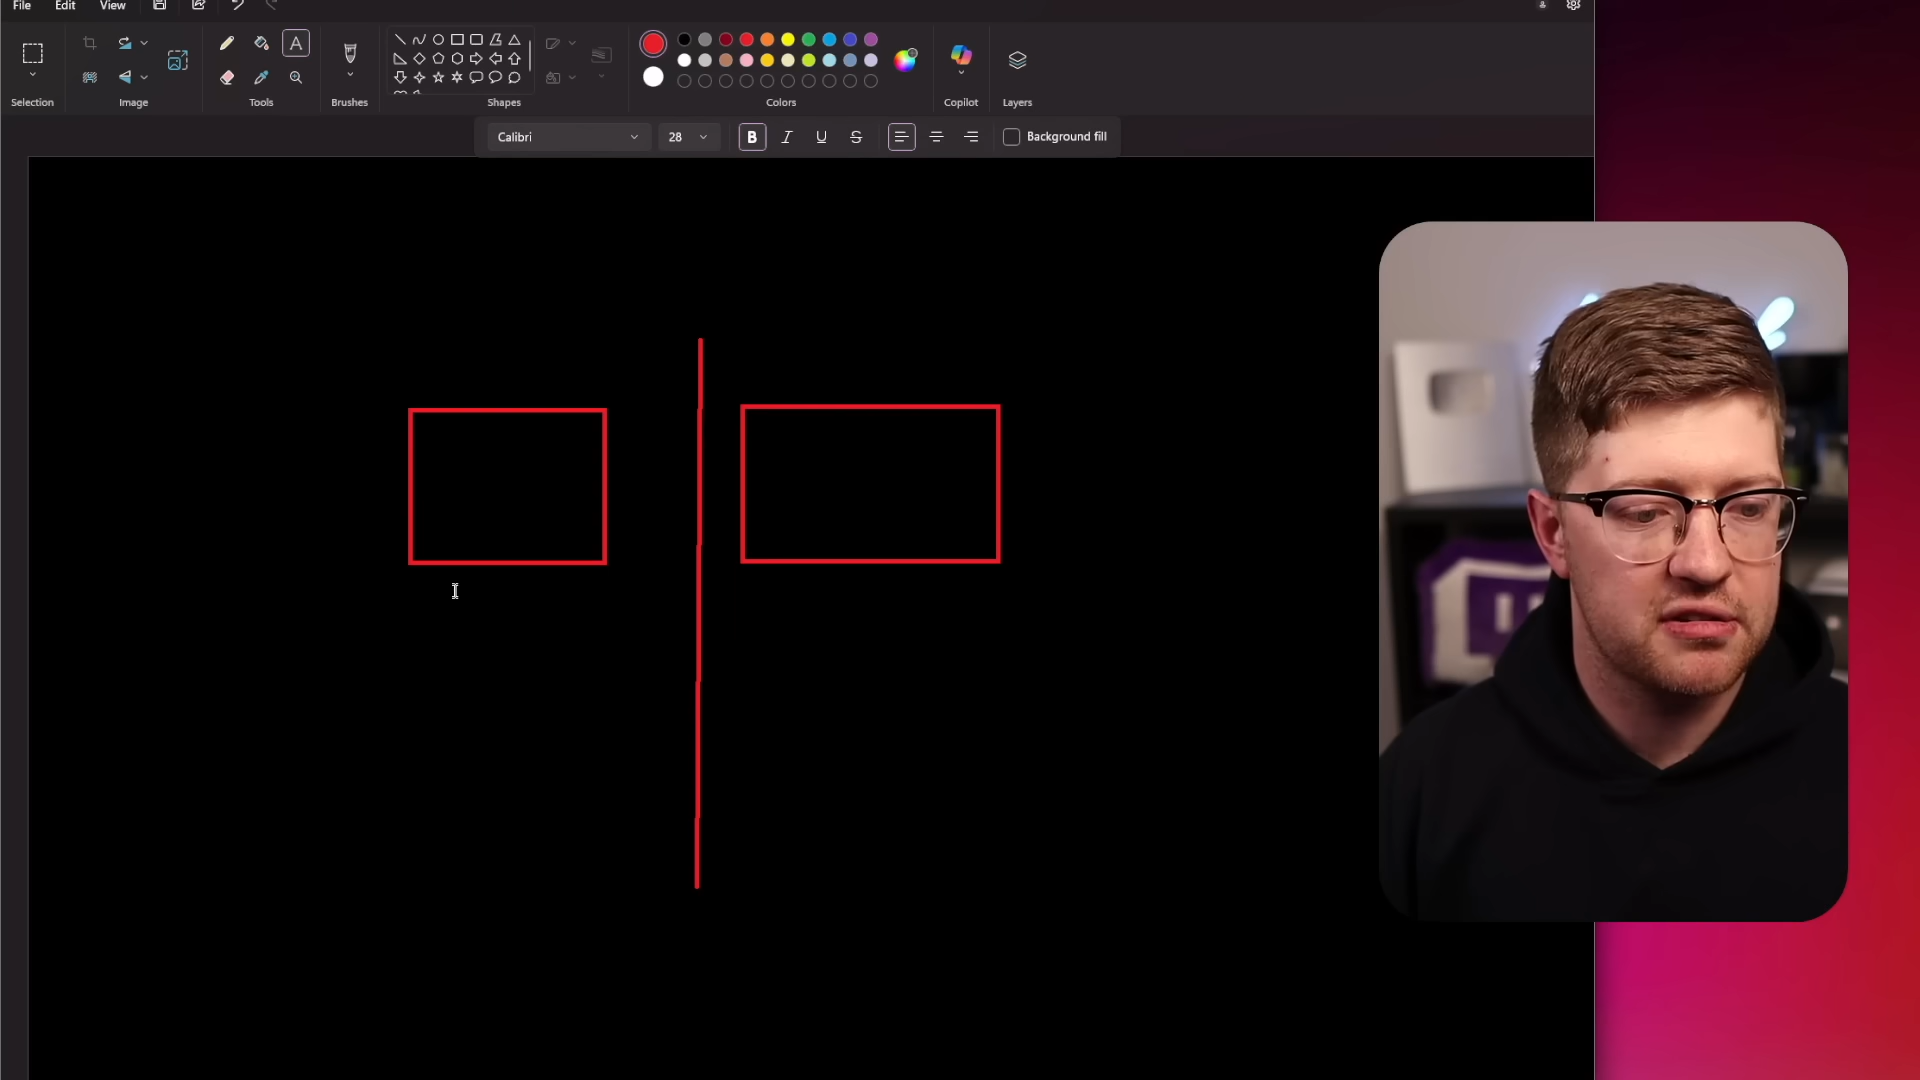 File Edit View
Selection Image Tools Brushes Shapes Colors Copilot Layers
Calibri 28 B I U S Background fill